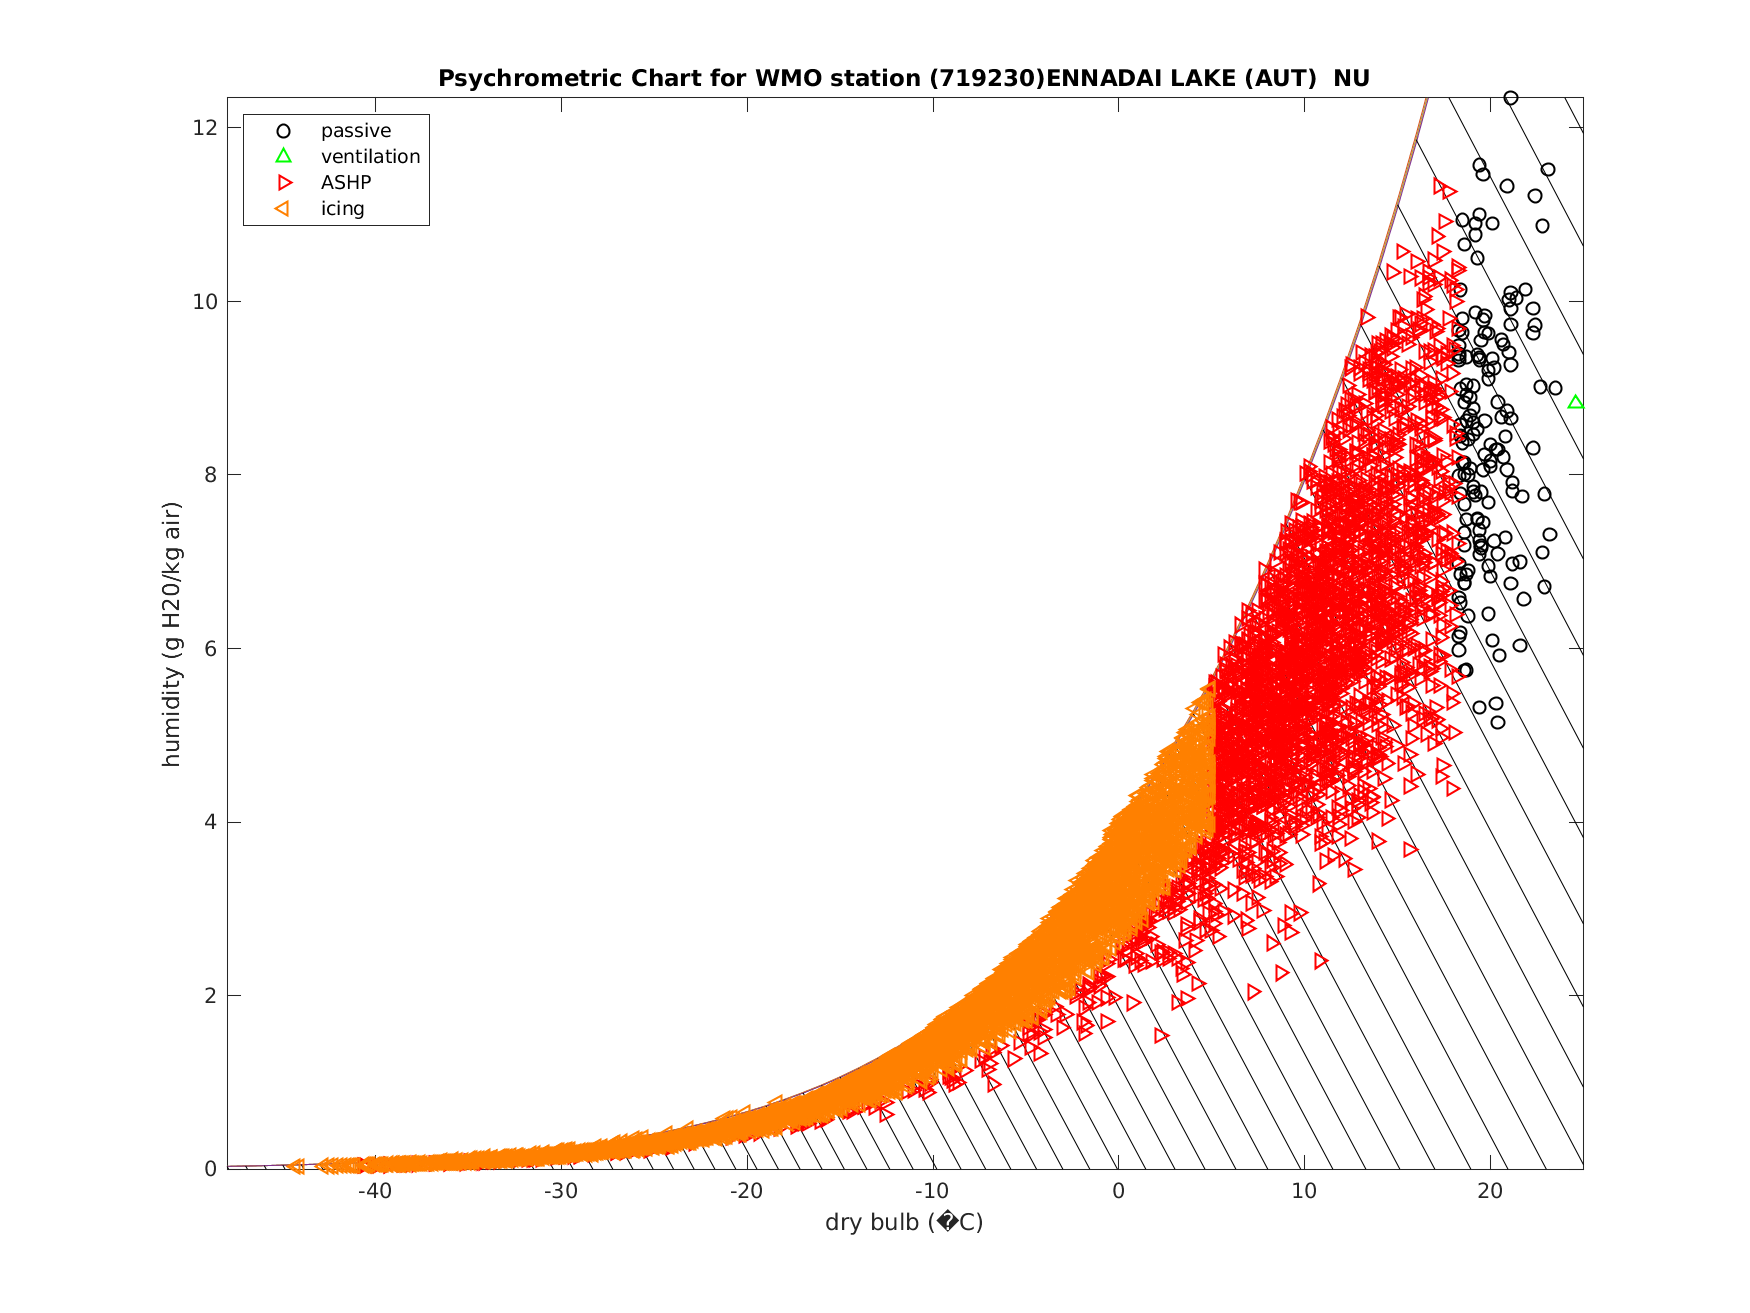 Psychrometric Chart for WMO station (719230)ENNADAI LAKE (AUT)  NU
passive
ventilation
ASHP
icing
humidity (g H20/kg air)
12
10
8
6
4
2
0
-40 -30 -20 -10 0 10 20
dry bulb (�C)